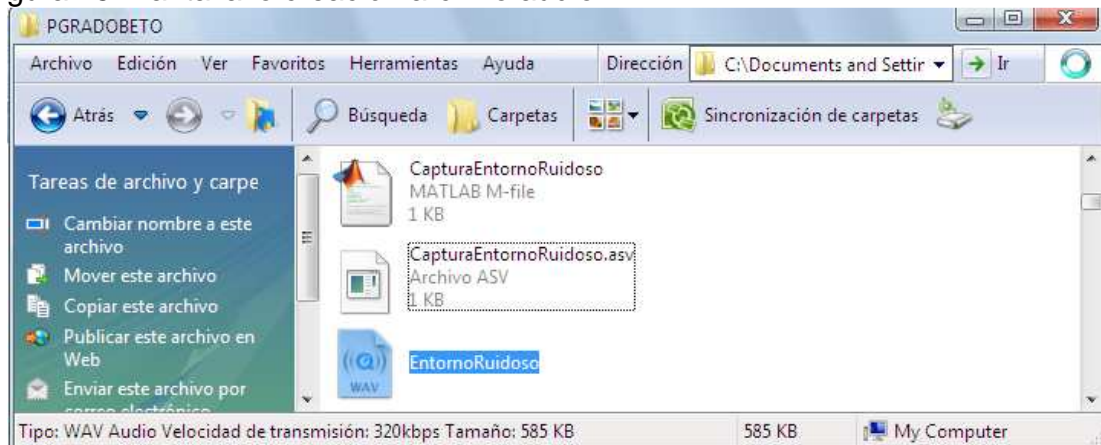 PGRADOBETO
Archivo Edición Ver Favoritos Herramientas Ayuda Dirección C:\Documents and Settir Ir
Atrás Búsqueda Carpetas Sincronización de carpetas
Tareas de archivo y carpe
Cambiar nombre a este
archivo
Mover este archivo
Copiar este archivo
Publicar este archivo en
Web
Enviar este archivo por
correo electrónico
CapturaEntornoRuidoso
MATLAB M-file
1 KB
CapturaEntornoRuidoso.asv
Archivo ASV
1 KB
WAV
EntornoRuidoso
Tipo: WAV Audio Velocidad de transmisión: 320kbps Tamaño: 585 KB 585 KB My Computer